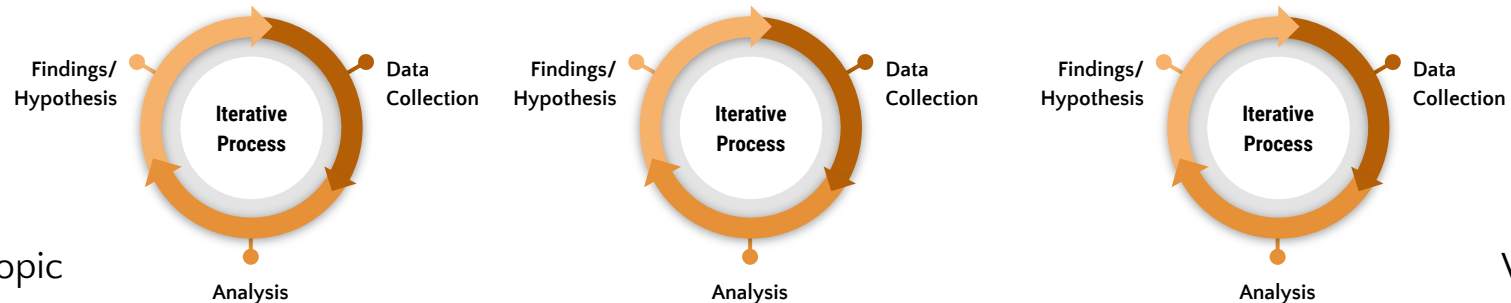 Findings/
Hypothesis
Data
Collection
Iterative
Process
Analysis
Findings/
Hypothesis
Data
Collection
Iterative
Process
Analysis
Findings/
Hypothesis
Data
Collection
Iterative
Process
Analysis
opic